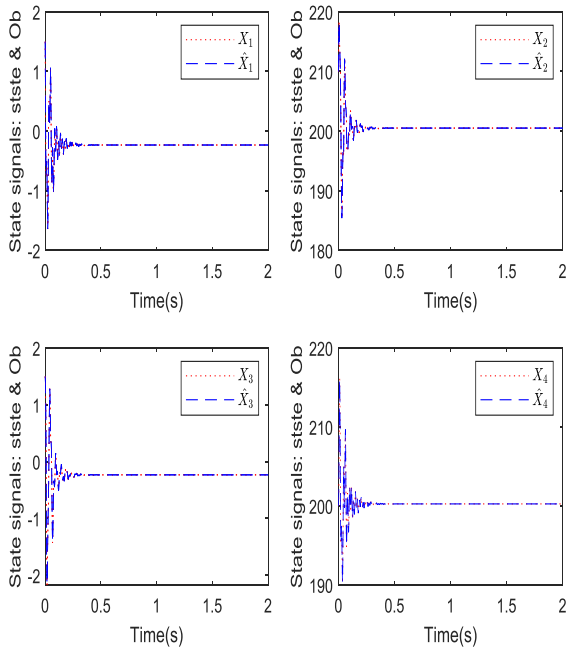 State signals: stste & Ob
2
1
0
-1
-2
X₁
X̂₁
0
0.5
1
1.5
2
Time(s)
State signals: stste & Ob
220
210
200
190
180
X₂
X̂₂
0
0.5
1
1.5
2
Time(s)
State signals: stste & Ob
2
1
0
-1
-2
X₃
X̂₃
0
0.5
1
1.5
2
Time(s)
State signals: stste & Ob
220
210
200
190
X₄
X̂₄
0
0.5
1
1.5
2
Time(s)